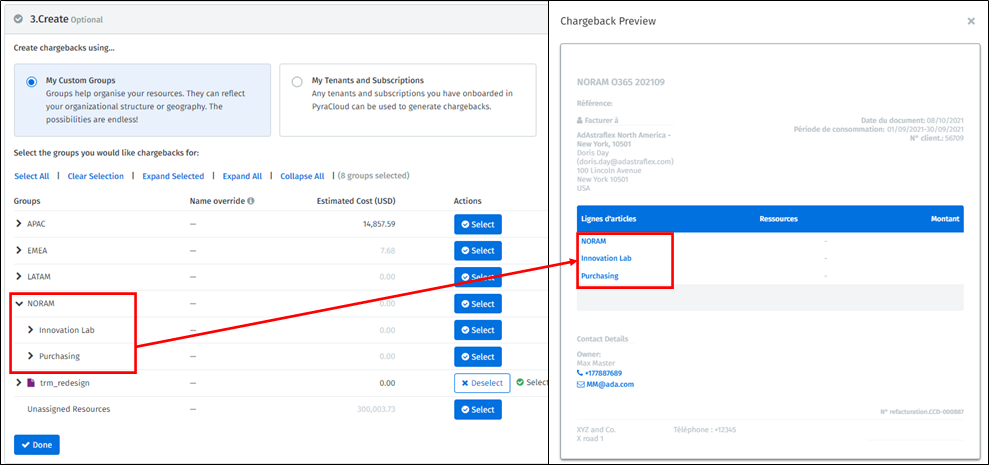 3.Create Optional
Create chargebacks using...
My Custom Groups
Groups help organise your resources. They can reflect
your organizational structure or geography. The
possibilities are endless!
My Tenants and Subscriptions
Any tenants and subscriptions you have onboarded in
PyraCloud can be used to generate chargebacks.
Select the groups you would like chargebacks for:
Select All | Clear Selection | Expand Selected | Expand All | Collapse All | (8 groups selected)
Groups Name override Estimated Cost (USD) Actions
APAC — 14,857.59 Select
EMEA — 7.68 Select
LATAM — 0.00 Select
NORAM — 0.00 Select
Innovation Lab — 0.00 Select
Purchasing — 0.00 Select
trm_redesign — 0.00 Deselect Select
Unassigned Resources — 300,003.73 Select
Done
Chargeback Preview
NORAM O365 202109
Référence:
Facturer à
AdAstraflex North America -
New York, 10501
Doris Day
(doris.day@adastraflex.com)
100 Lincoln Avenue
New York 10501
USA
Date du document: 08/10/2021
Période de consommation: 01/09/2021-30/09/2021
N° client.: 56709
Lignes d'articles Ressources Montant
NORAM -
Innovation Lab -
Purchasing -
Contact Details
Owner:
Max Master
+177887689
MM@ada.com
N° refacturation.CCD-000887
XYZ and Co. Téléphone : +12345
X road 1